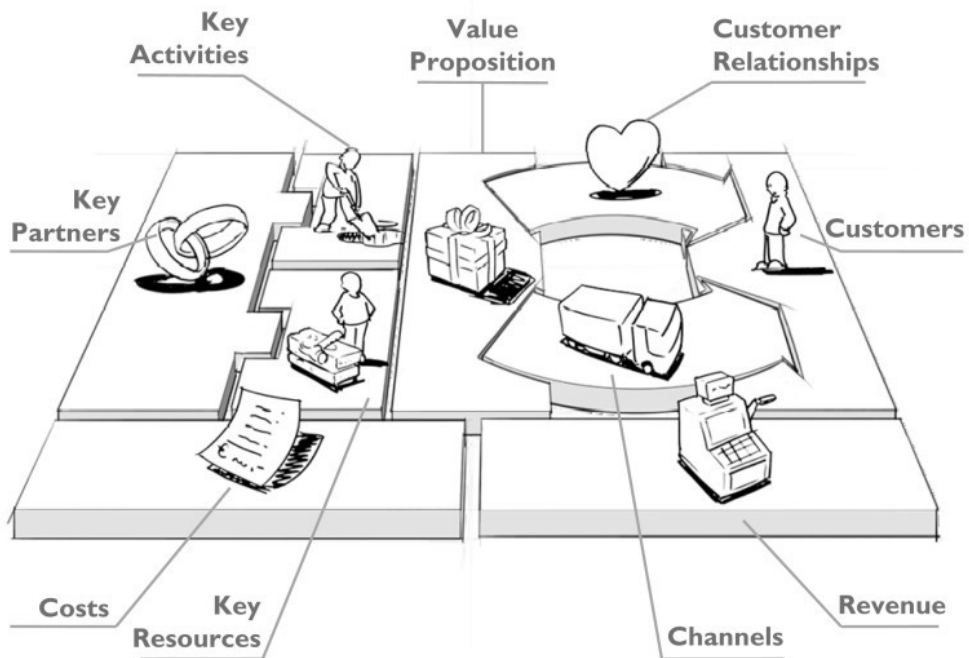 Key
Activities
Value
Proposition
Customer
Relationships
Key
Partners
Customers
Costs
Key
Resources
Channels
Revenue